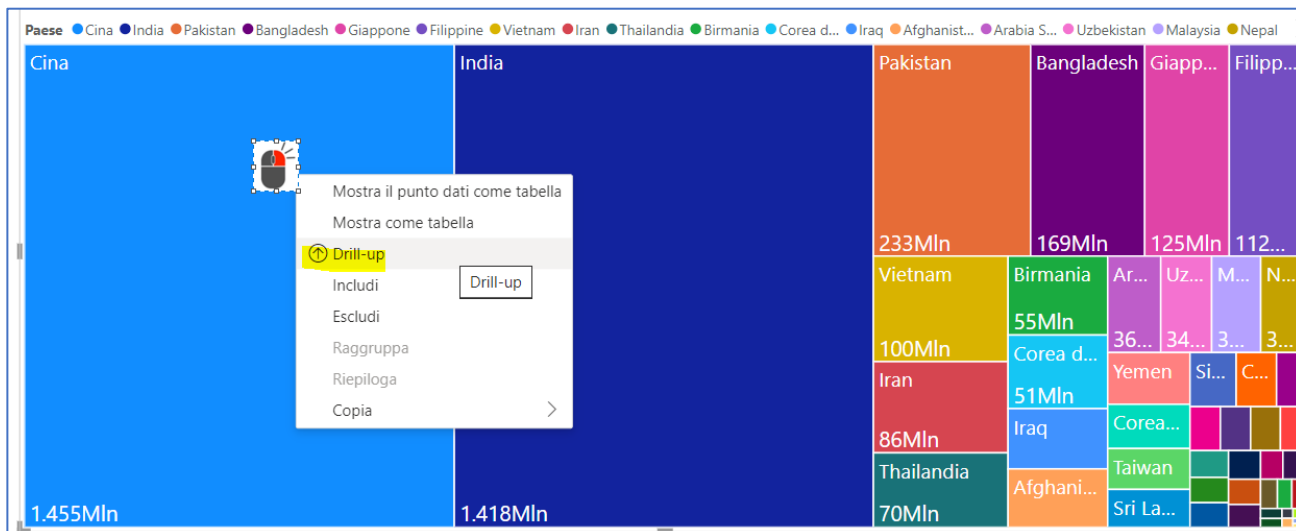 Paese Cina India Pakistan Bangladesh Giappone Filippine Vietnam Iran Thailandia Birmania Corea d... Iraq Afghanist... Arabia S... Uzbekistan Malaysia Nepal
Cina
India
Pakistan
Bangladesh
Giapp...
Filipp...
Mostra il punto dati come tabella
Mostra come tabella
Drill-up
Includi
Drill-up
Escludi
Raggruppa
Riepiloga
Copia
1.455Mln
1.418Mln
233Mln
169Mln
125Mln
112...
Vietnam
100Mln
Birmania
55Mln
Ar...
36...
Uz...
34...
M...
3...
N...
3...
Iran
86Mln
Corea d...
51Mln
Yemen
Si...
C...
Iraq
Corea...
Thailandia
70Mln
Afghani...
Taiwan
Sri La...